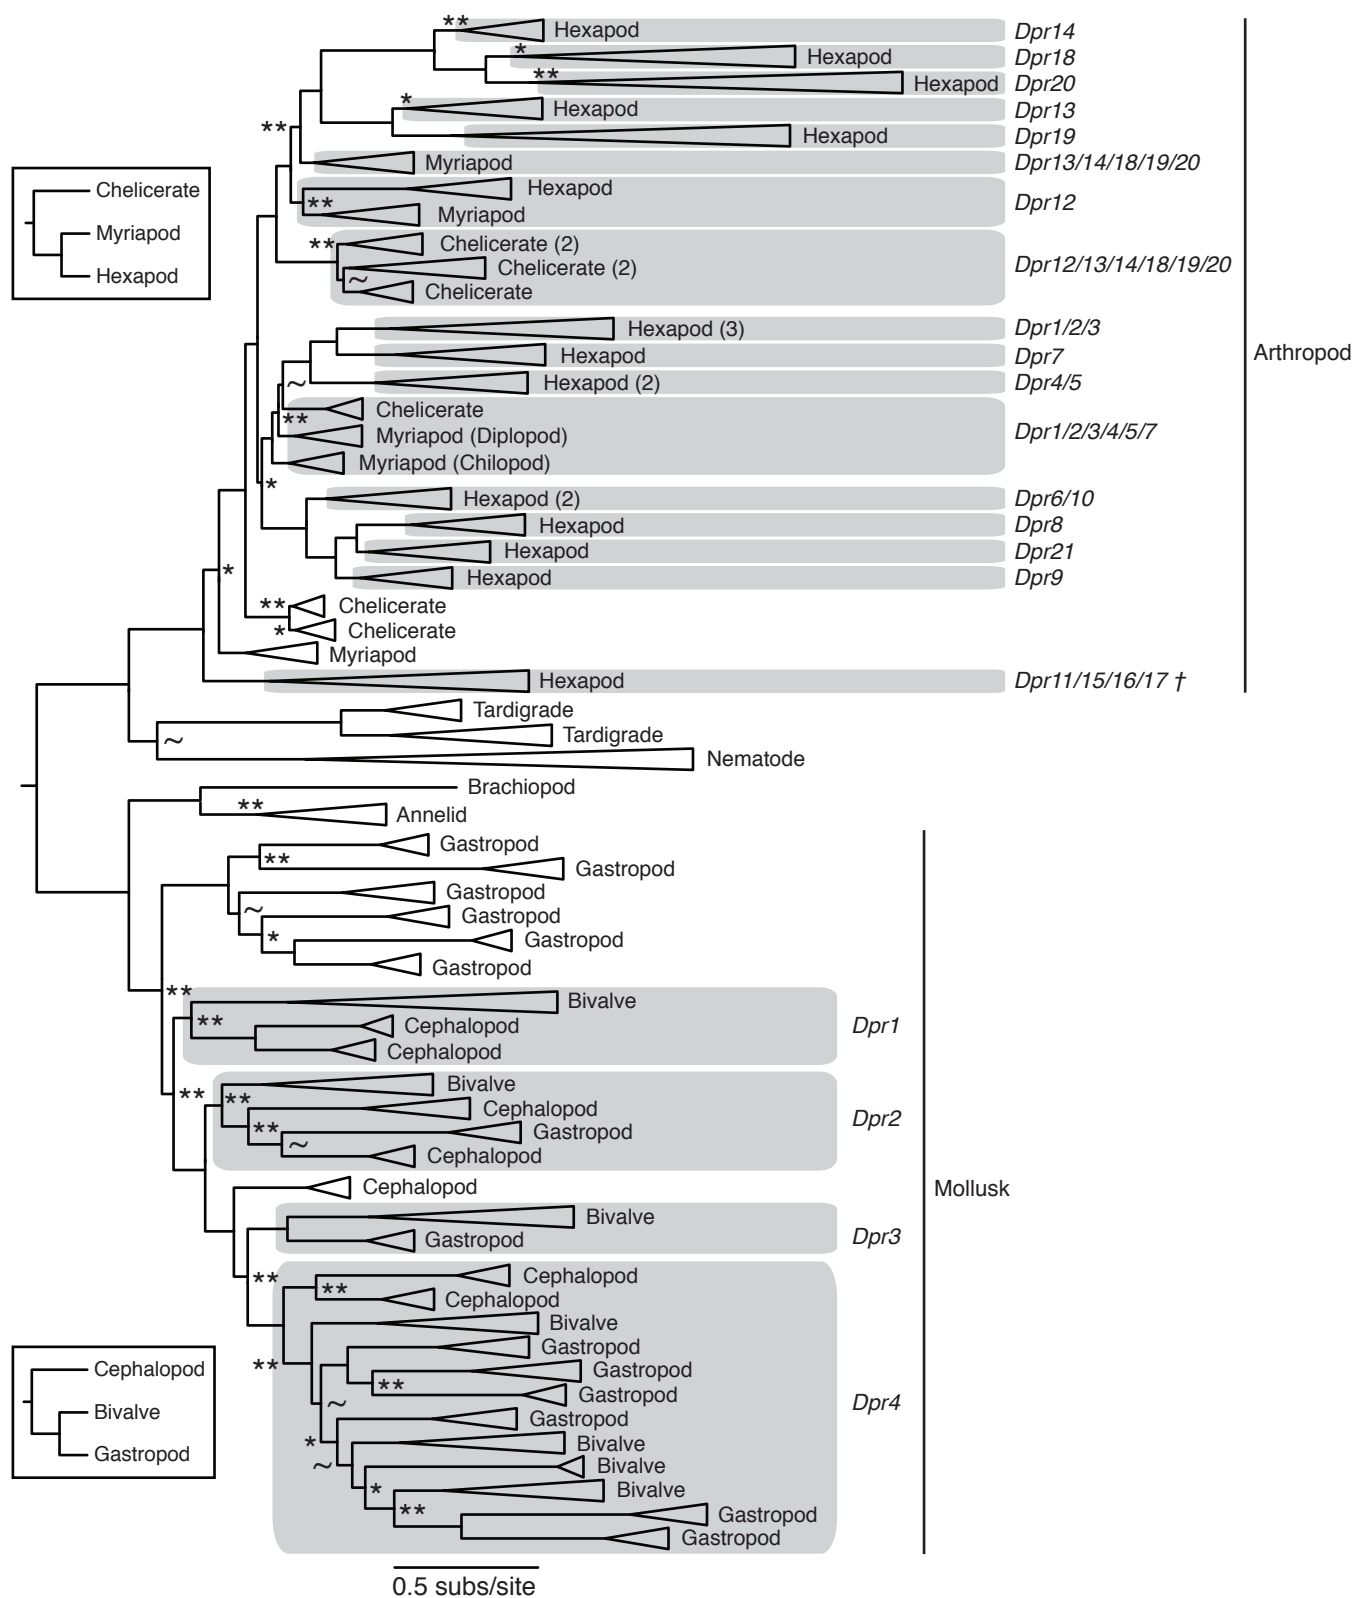 ** Hexapod Dpr14
* Hexapod Dpr18
** Hexapod Dpr20
* Hexapod Dpr13
** Hexapod Dpr19
Myriapod Dpr13/14/18/19/20
Hexapod
** Myriapod Dpr12
** Chelicerate (2)
Chelicerate (2) Dpr12/13/14/18/19/20
~ Chelicerate
Chelicerate
Myriapod
Hexapod
Hexapod (3) Dpr1/2/3
Hexapod Dpr7
~ Hexapod (2) Dpr4/5
Chelicerate
** Myriapod (Diplopod) Dpr1/2/3/4/5/7
Myriapod (Chilopod)
* Hexapod (2) Dpr6/10
Hexapod Dpr8
Hexapod Dpr21
* Hexapod Dpr9
** Chelicerate
* Chelicerate
Myriapod
Hexapod Dpr11/15/16/17 †
Arthropod
Tardigrade
~ Tardigrade
Nematode
Brachiopod
** Annelid
Gastropod
** Gastropod
Gastropod
~ Gastropod
* Gastropod
Gastropod
** Bivalve
** Cephalopod Dpr1
Cephalopod
Bivalve
** ** Cephalopod
** Gastropod Dpr2
~ Cephalopod
Cephalopod
Bivalve
Gastropod Dpr3
** Cephalopod
** Cephalopod
Bivalve
Gastropod
** Gastropod
** Gastropod
~ Gastropod Dpr4
* Bivalve
~ Bivalve
* Bivalve
** Gastropod
Gastropod
Mollusk
Cephalopod
Bivalve
Gastropod
0.5 subs/site